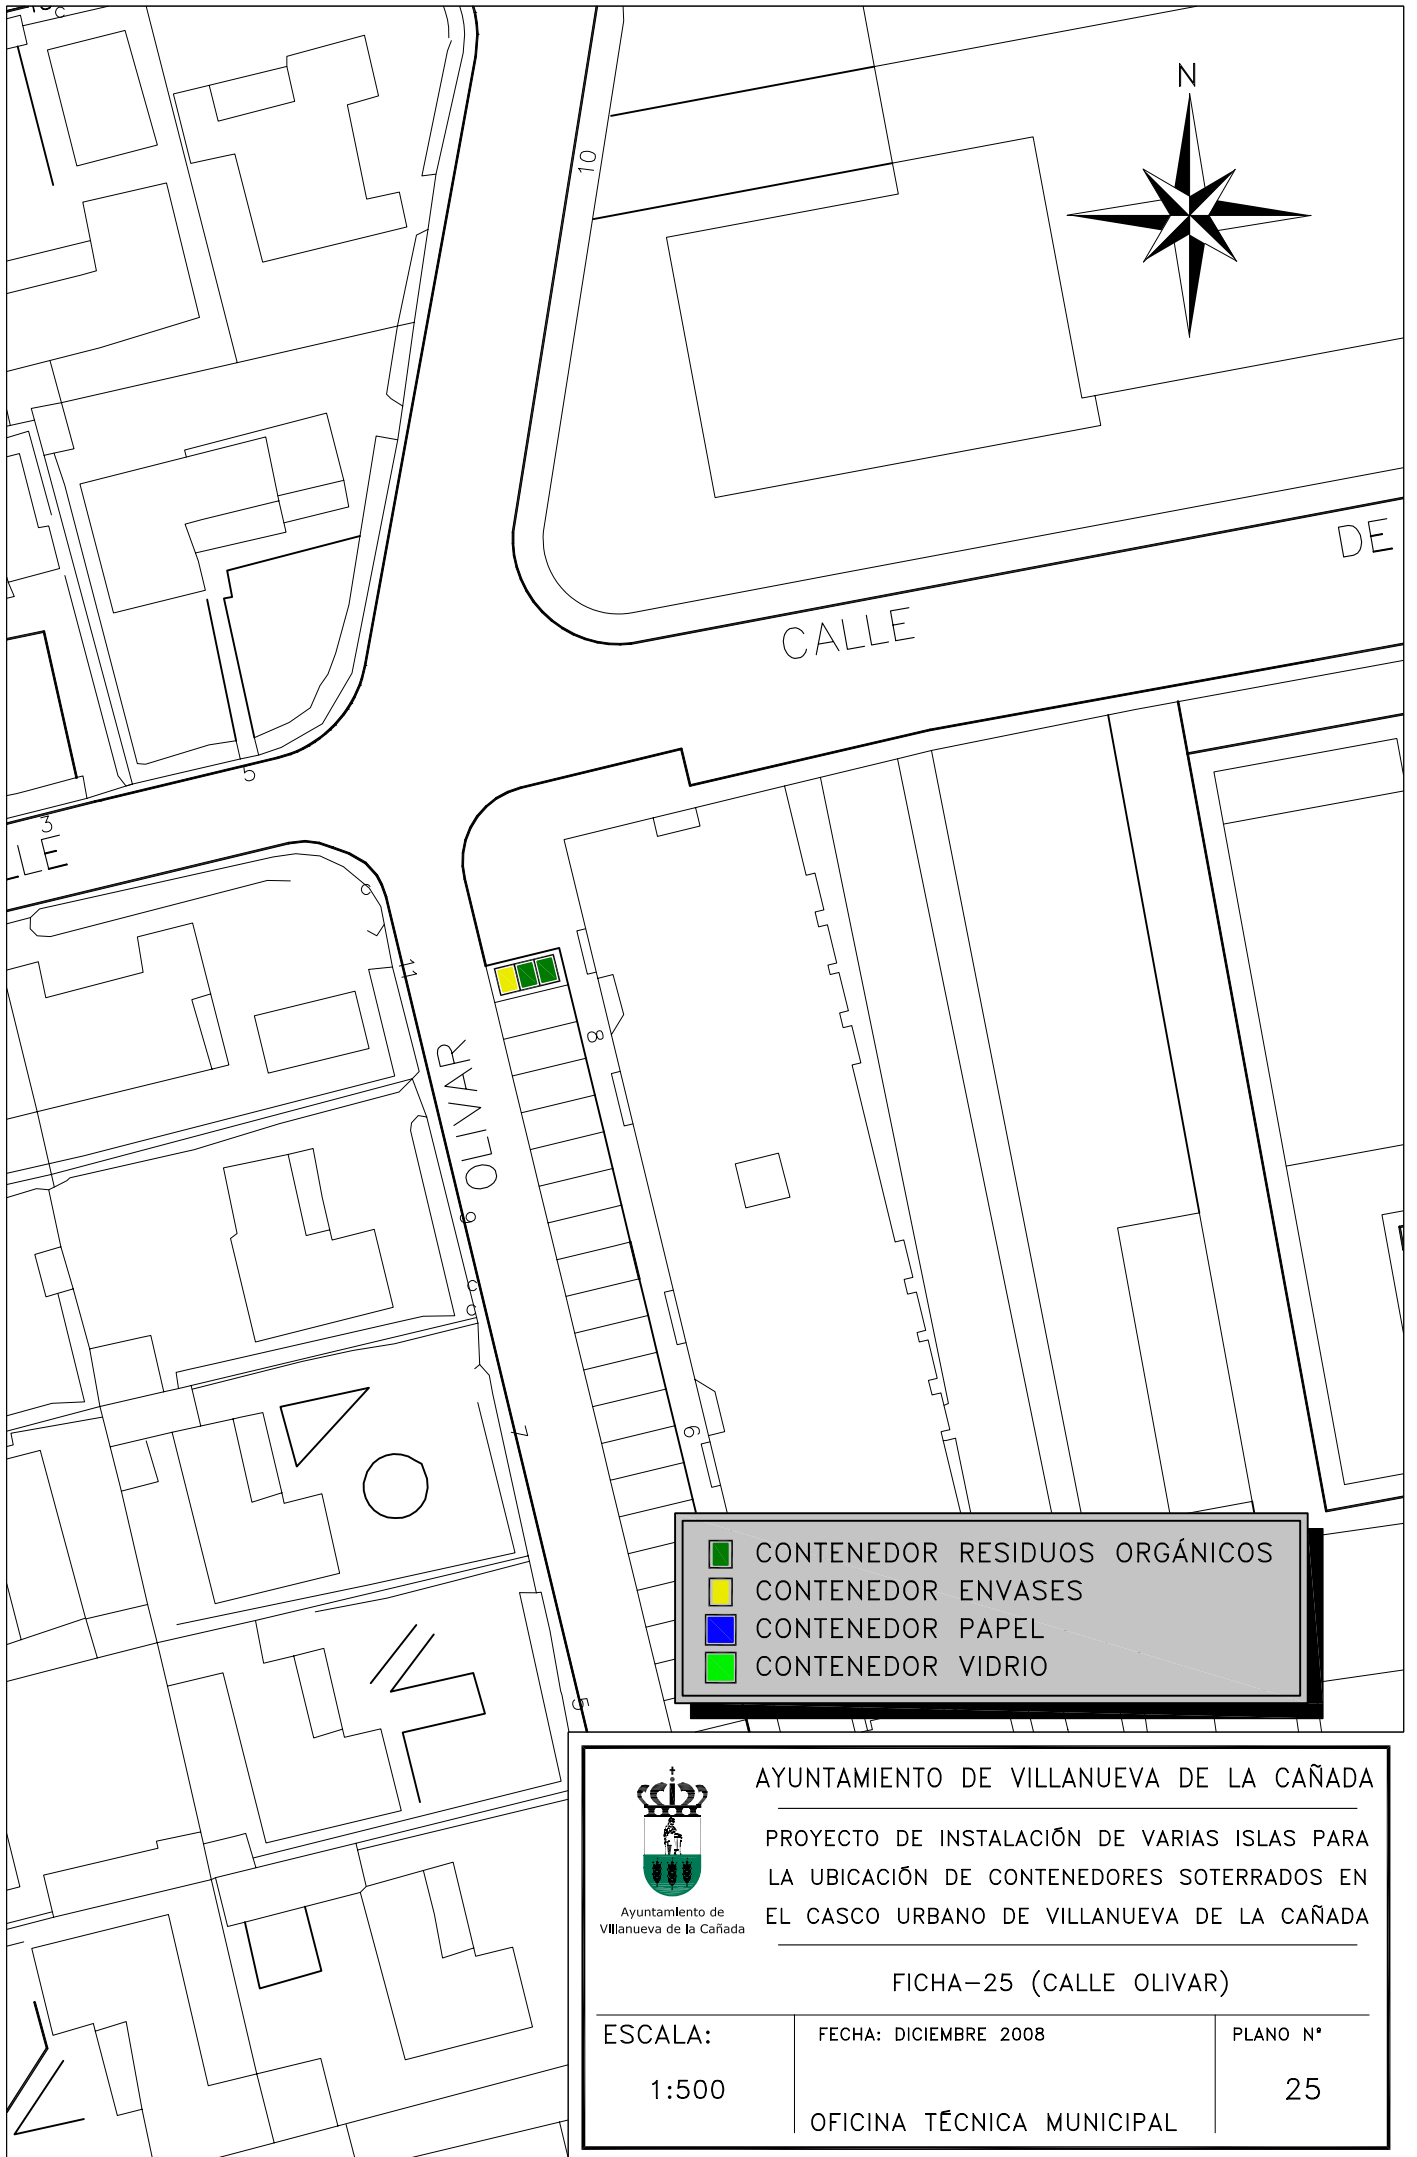 N
10
DE
CALLE
5
3
LLE
11
OLIVAR
8
9
7
6
5
CONTENEDOR RESIDUOS ORGÁNICOS
CONTENEDOR ENVASES
CONTENEDOR PAPEL
CONTENEDOR VIDRIO
AYUNTAMIENTO DE VILLANUEVA DE LA CAÑADA
PROYECTO DE INSTALACIÓN DE VARIAS ISLAS PARA
LA UBICACIÓN DE CONTENEDORES SOTERRADOS EN
EL CASCO URBANO DE VILLANUEVA DE LA CAÑADA
Ayuntamiento de
Villanueva de la Cañada
FICHA-25 (CALLE OLIVAR)
ESCALA:
1:500
FECHA: DICIEMBRE 2008
OFICINA TÉCNICA MUNICIPAL
PLANO Nº
25